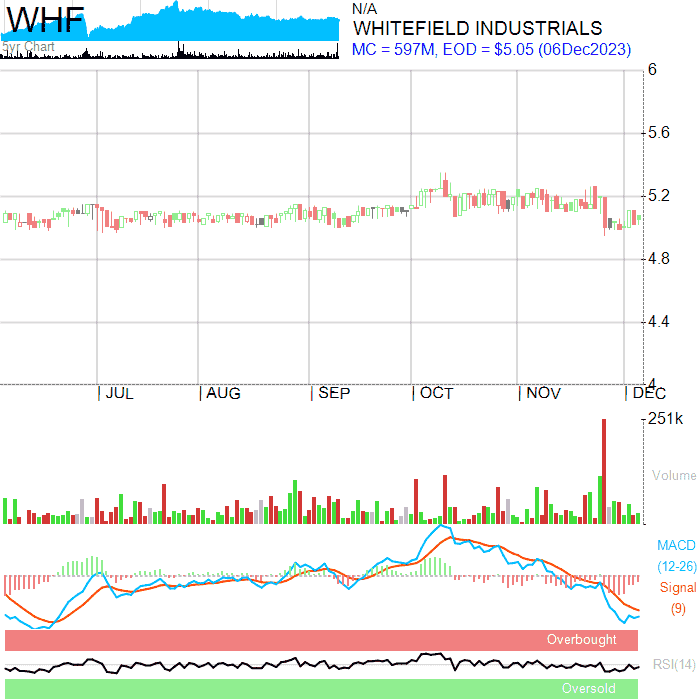 WHF
5yr Chart
N/A
WHITEFIELD INDUSTRIALS
MC = 597M, EOD = $5.05 (06Dec2023)
6
5.6
5.2
4.8
4.4
4
| JUL | AUG | SEP | OCT | NOV | DEC
251k
Volume
MACD
(12-26)
Signal
(9)
Overbought
RSI(14)
Oversold